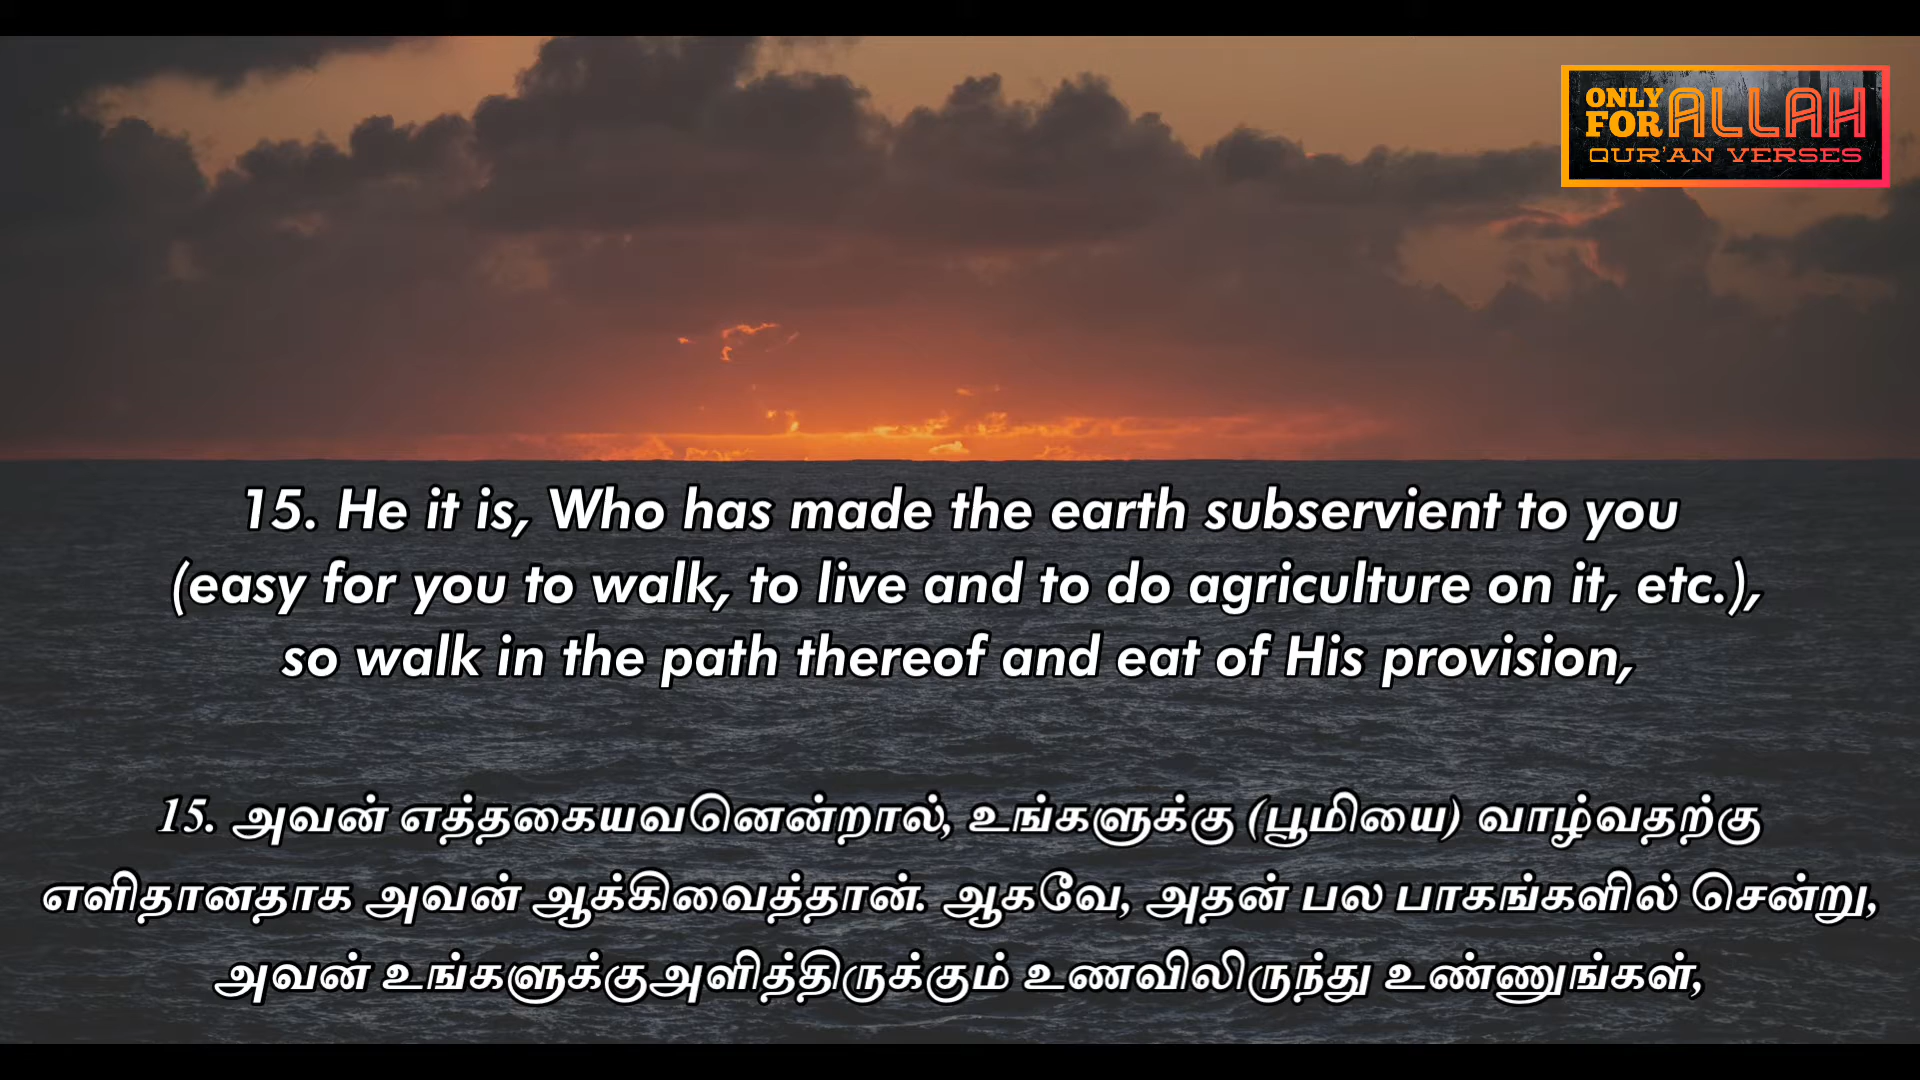 ONLY FOR ALLAH
QUR'AN VERSES
15. He it is, Who has made the earth subservient to you
(easy for you to walk, to live and to do agriculture on it, etc.),
so walk in the path thereof and eat of His provision,
15. அவன் எத்தகையவனென்றால், உங்களுக்கு (பூமியை) வாழ்வதற்கு
எளிதானதாக அவன் ஆக்கிவைத்தான். ஆகவே, அதன் பல பாகங்களில் சென்று,
அவன் உங்களுக்குஅளித்திருக்கும் உணவிலிருந்து உண்ணுங்கள்,